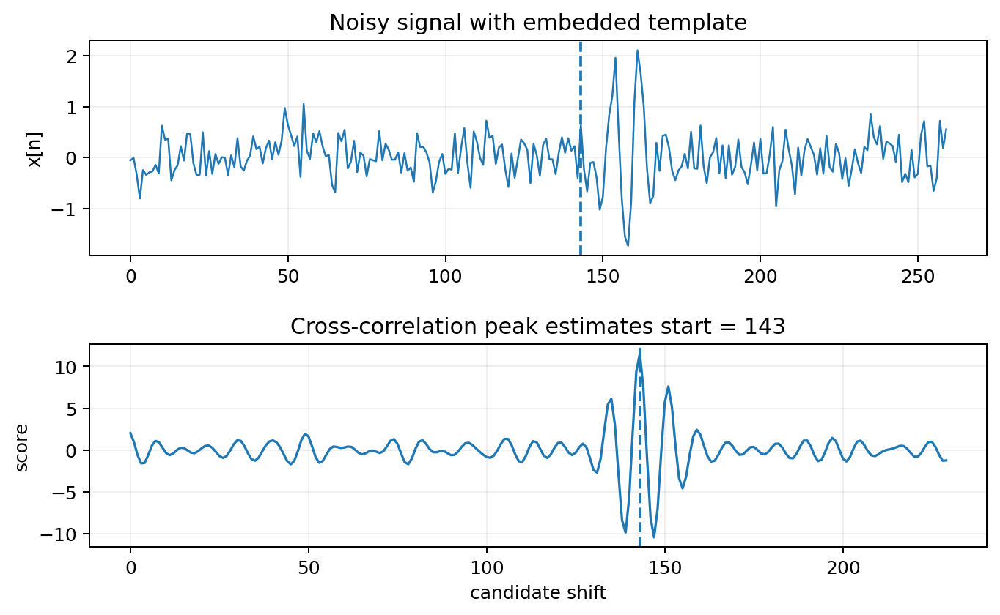 Noisy signal with embedded template
x[n]
2
1
0
−1
0 50 100 150 200 250
Cross-correlation peak estimates start = 143
score
10
5
0
−5
−10
0 50 100 150 200
candidate shift